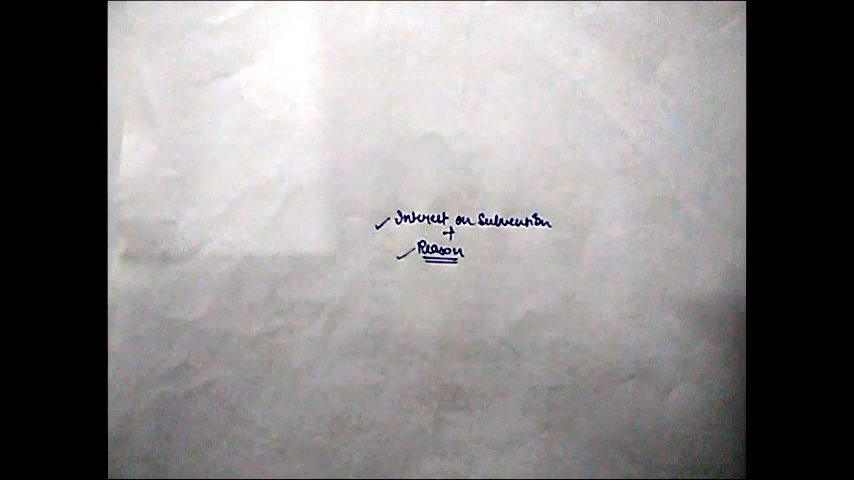 ✓ Interest on Subvention
+
✓ Reason